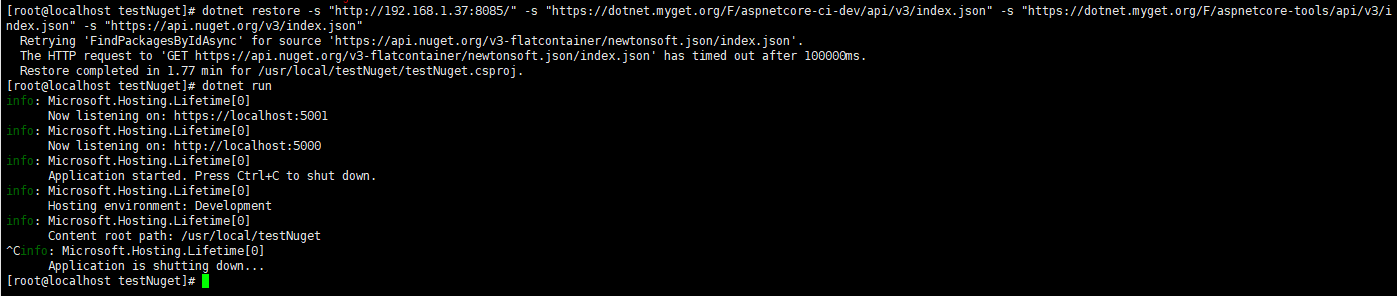 [root@localhost testNuget]# dotnet restore -s "http://192.168.1.37:8085/" -s "https://dotnet.myget.org/F/aspnetcore-ci-dev/api/v3/index.json" -s "https://dotnet.myget.org/F/aspnetcore-tools/api/v3/i
ndex.json" -s "https://api.nuget.org/v3/index.json"
  Retrying 'FindPackagesByIdAsync' for source 'https://api.nuget.org/v3-flatcontainer/newtonsoft.json/index.json'.
  The HTTP request to 'GET https://api.nuget.org/v3-flatcontainer/newtonsoft.json/index.json' has timed out after 100000ms.
  Restore completed in 1.77 min for /usr/local/testNuget/testNuget.csproj.
[root@localhost testNuget]# dotnet run
info: Microsoft.Hosting.Lifetime[0]
      Now listening on: https://localhost:5001
info: Microsoft.Hosting.Lifetime[0]
      Now listening on: http://localhost:5000
info: Microsoft.Hosting.Lifetime[0]
      Application started. Press Ctrl+C to shut down.
info: Microsoft.Hosting.Lifetime[0]
      Hosting environment: Development
info: Microsoft.Hosting.Lifetime[0]
      Content root path: /usr/local/testNuget
^Cinfo: Microsoft.Hosting.Lifetime[0]
      Application is shutting down...
[root@localhost testNuget]#